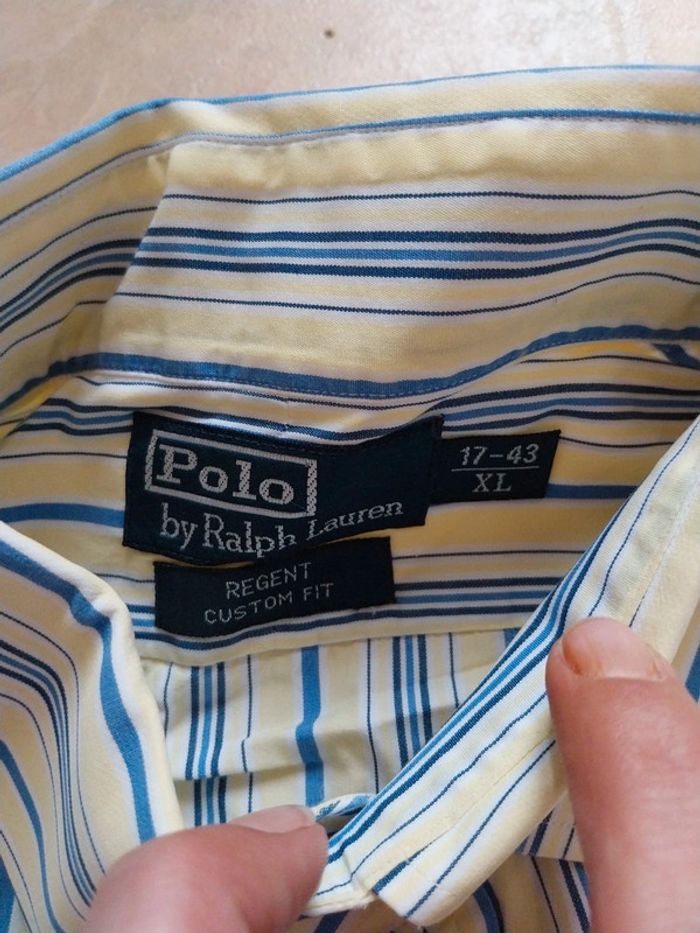 Polo
by Ralph Lauren
17-43
XL
REGENT
CUSTOM FIT